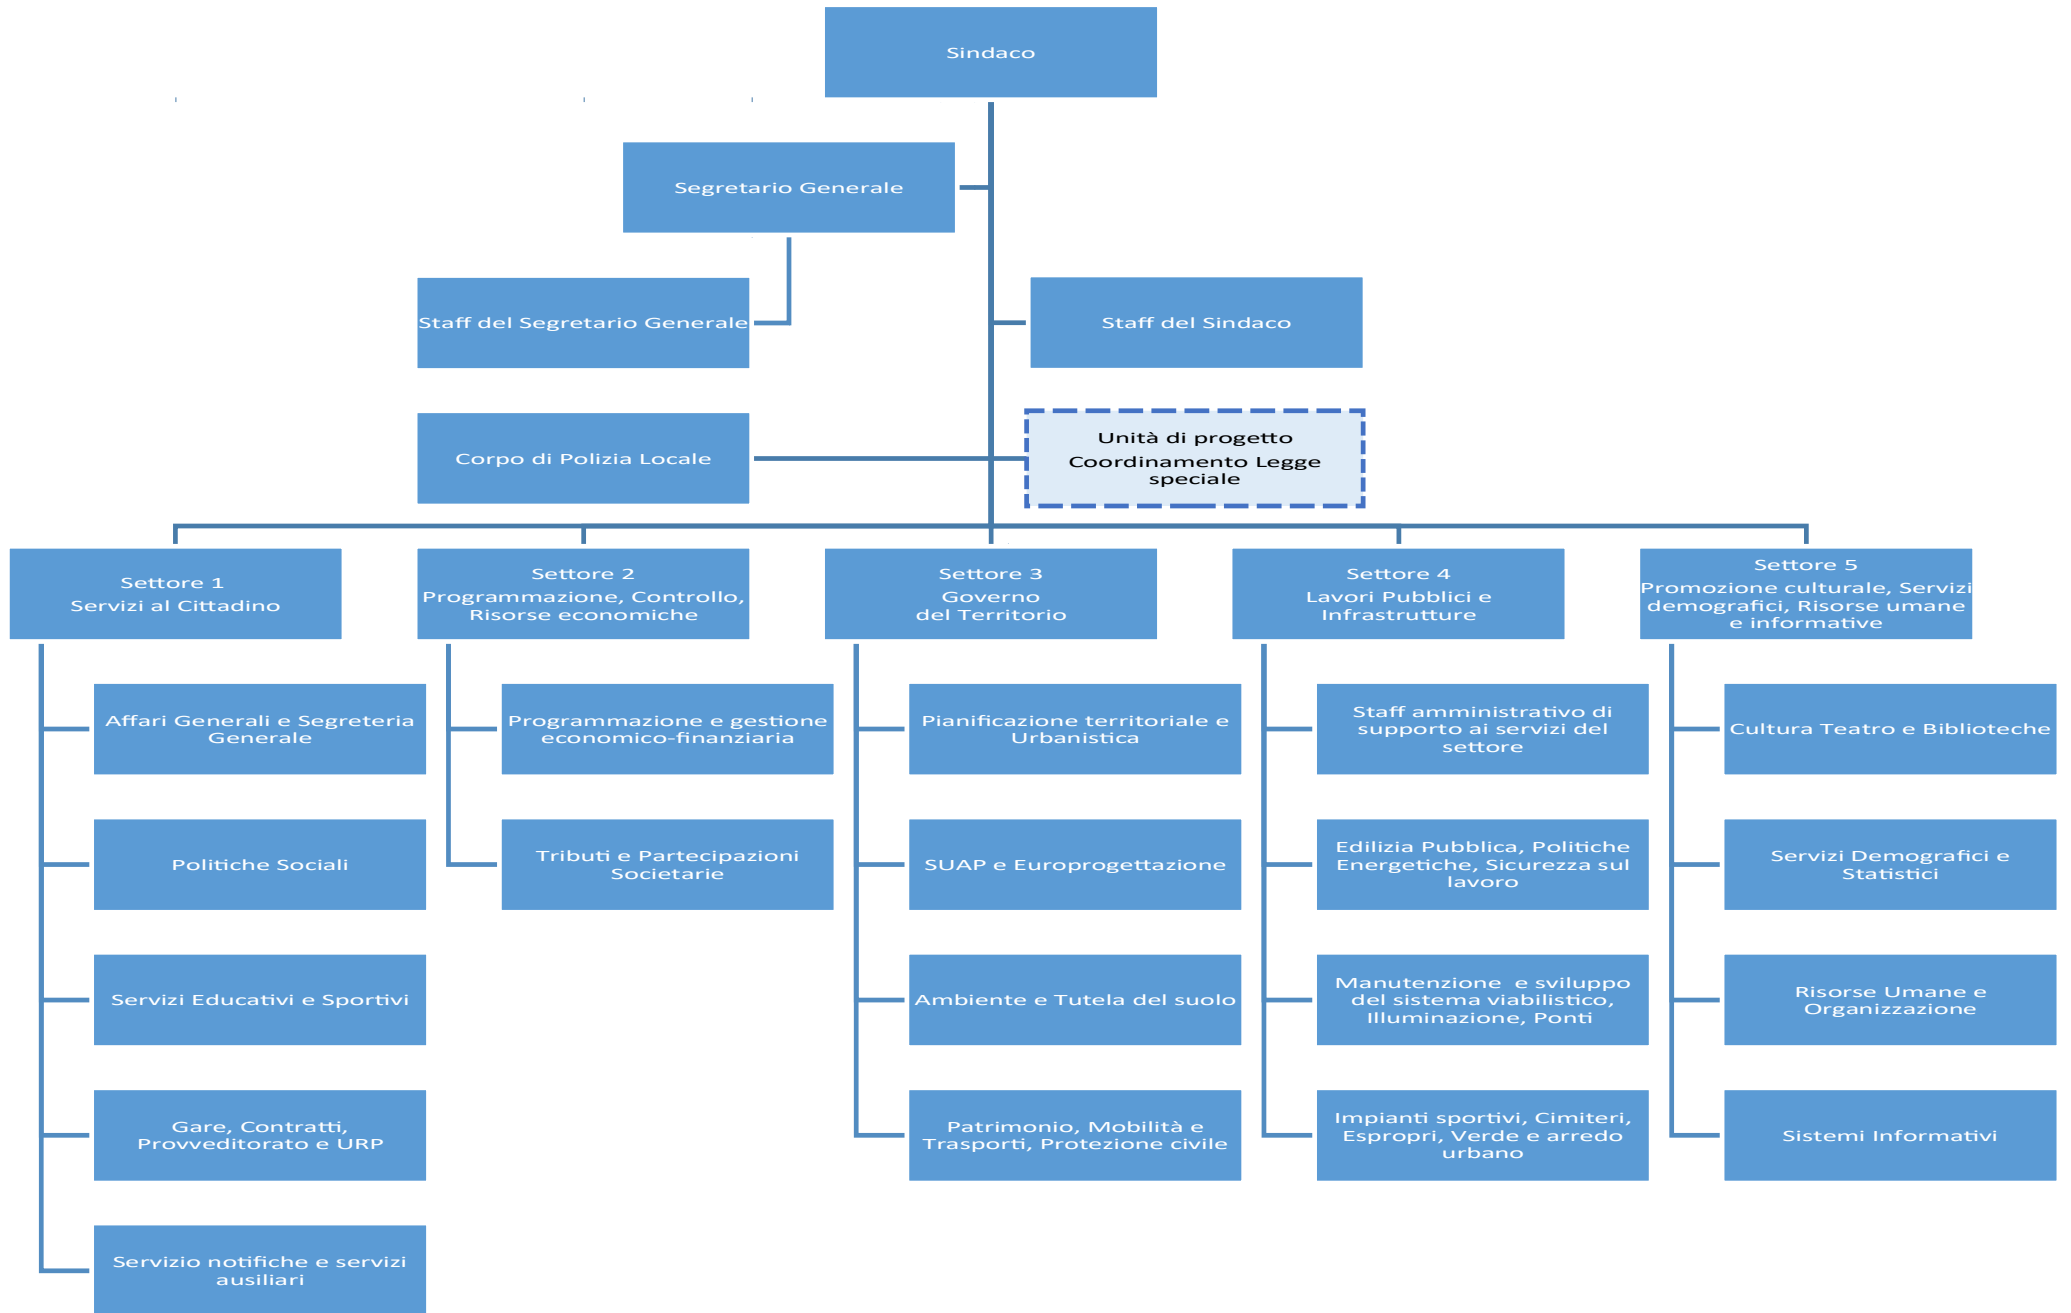 Sindaco
Segretario Generale
Staff del Segretario Generale
Staff del Sindaco
Corpo di Polizia Locale
Unità di progetto
Coordinamento Legge
speciale
Settore 1
Servizi al Cittadino
Settore 2
Programmazione, Controllo,
Risorse economiche
Settore 3
Governo
del Territorio
Settore 4
Lavori Pubblici e
Infrastrutture
Settore 5
Promozione culturale, Servizi
demografici, Risorse umane
e informative
Affari Generali e Segreteria
Generale
Politiche Sociali
Servizi Educativi e Sportivi
Gare, Contratti,
Provveditorato e URP
Servizio notifiche e servizi
ausiliari
Programmazione e gestione
economico-finanziaria
Tributi e Partecipazioni
Societarie
Pianificazione territoriale e
Urbanistica
SUAP e Europrogettazione
Ambiente e Tutela del suolo
Patrimonio, Mobilità e
Trasporti, Protezione civile
Staff amministrativo di
supporto ai servizi del
settore
Edilizia Pubblica, Politiche
Energetiche, Sicurezza sul
lavoro
Manutenzione  e sviluppo
del sistema viabilistico,
Illuminazione, Ponti
Impianti sportivi, Cimiteri,
Espropri, Verde e arredo
urbano
Cultura Teatro e Biblioteche
Servizi Demografici e
Statistici
Risorse Umane e
Organizzazione
Sistemi Informativi